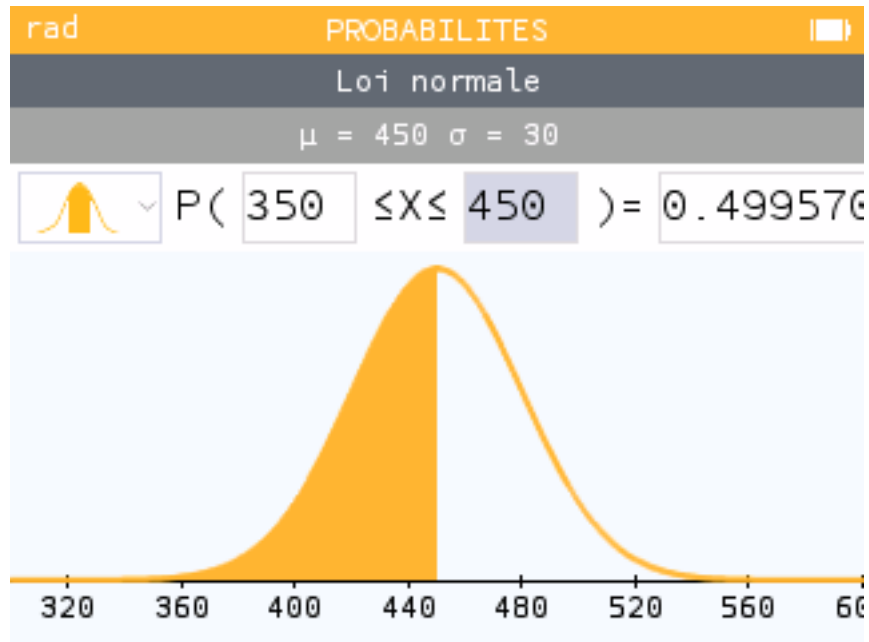 rad PROBABILITES
Loi normale
μ = 450 σ = 30
P( 350 ≤X≤ 450 )= 0.499570
320 360 400 440 480 520 560